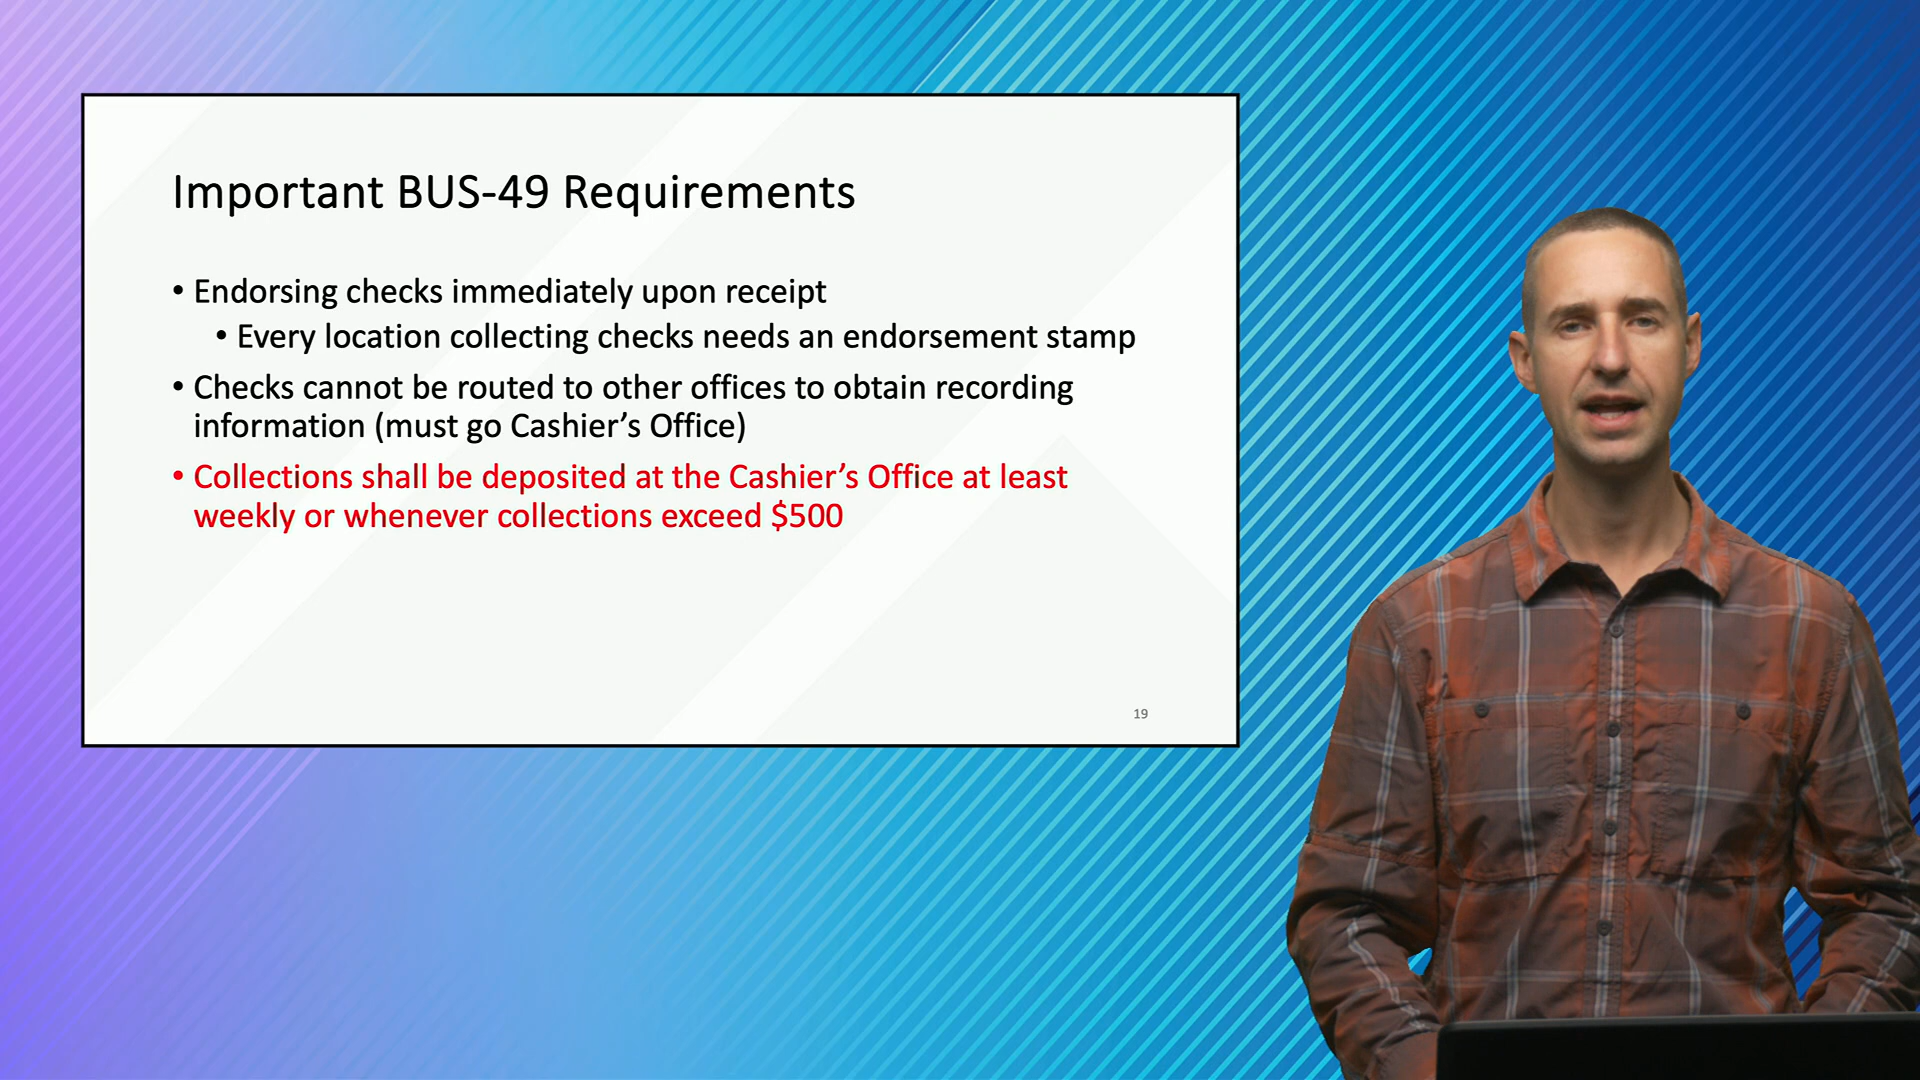 Important BUS-49 Requirements
• Endorsing checks immediately upon receipt
• Every location collecting checks needs an endorsement stamp
• Checks cannot be routed to other offices to obtain recording
information (must go Cashier’s Office)
• Collections shall be deposited at the Cashier’s Office at least
weekly or whenever collections exceed $500
19